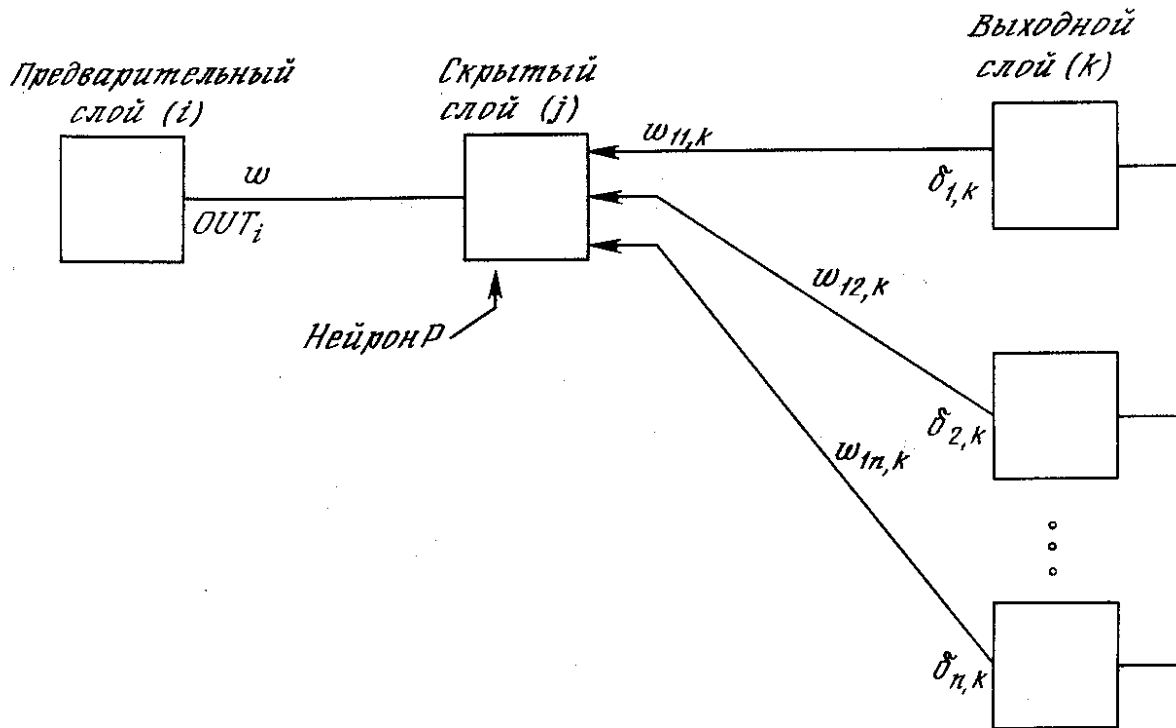 Предварительный
слой (i)
Скрытый
слой (j)
Выходной
слой (k)
w
OUTi
w11,k
δ1,k
w12,k
δ2,k
w1n,k
δn,k
Нейрон P